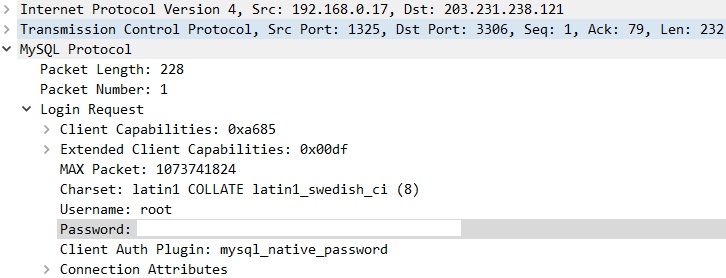 Internet Protocol Version 4, Src: 192.168.0.17, Dst: 203.231.238.121
Transmission Control Protocol, Src Port: 1325, Dst Port: 3306, Seq: 1, Ack: 79, Len: 232
MySQL Protocol
Packet Length: 228
Packet Number: 1
Login Request
Client Capabilities: 0xa685
Extended Client Capabilities: 0x00df
MAX Packet: 1073741824
Charset: latin1 COLLATE latin1_swedish_ci (8)
Username: root
Password:
Client Auth Plugin: mysql_native_password
Connection Attributes